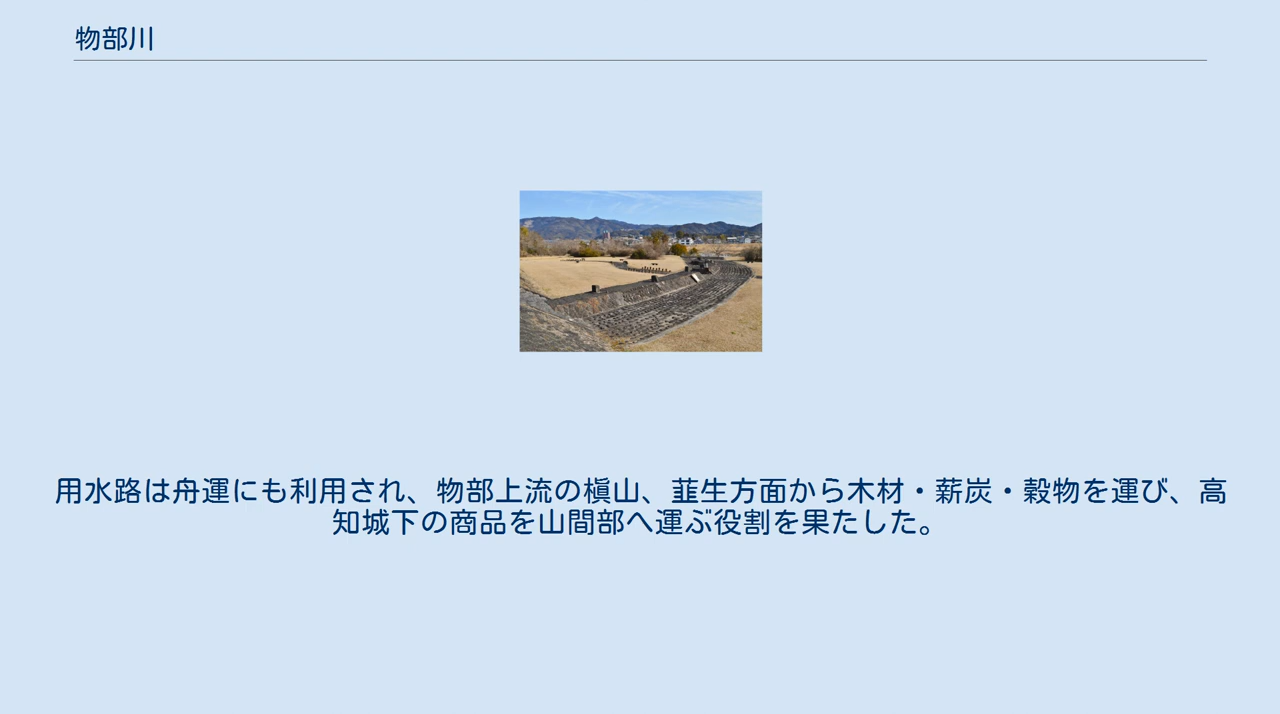 物部川
用水路は舟運にも利用され、物部上流の槇山、韮生方面から木材・薪炭・穀物を運び、高
知城下の商品を山間部へ運ぶ役割を果たした。